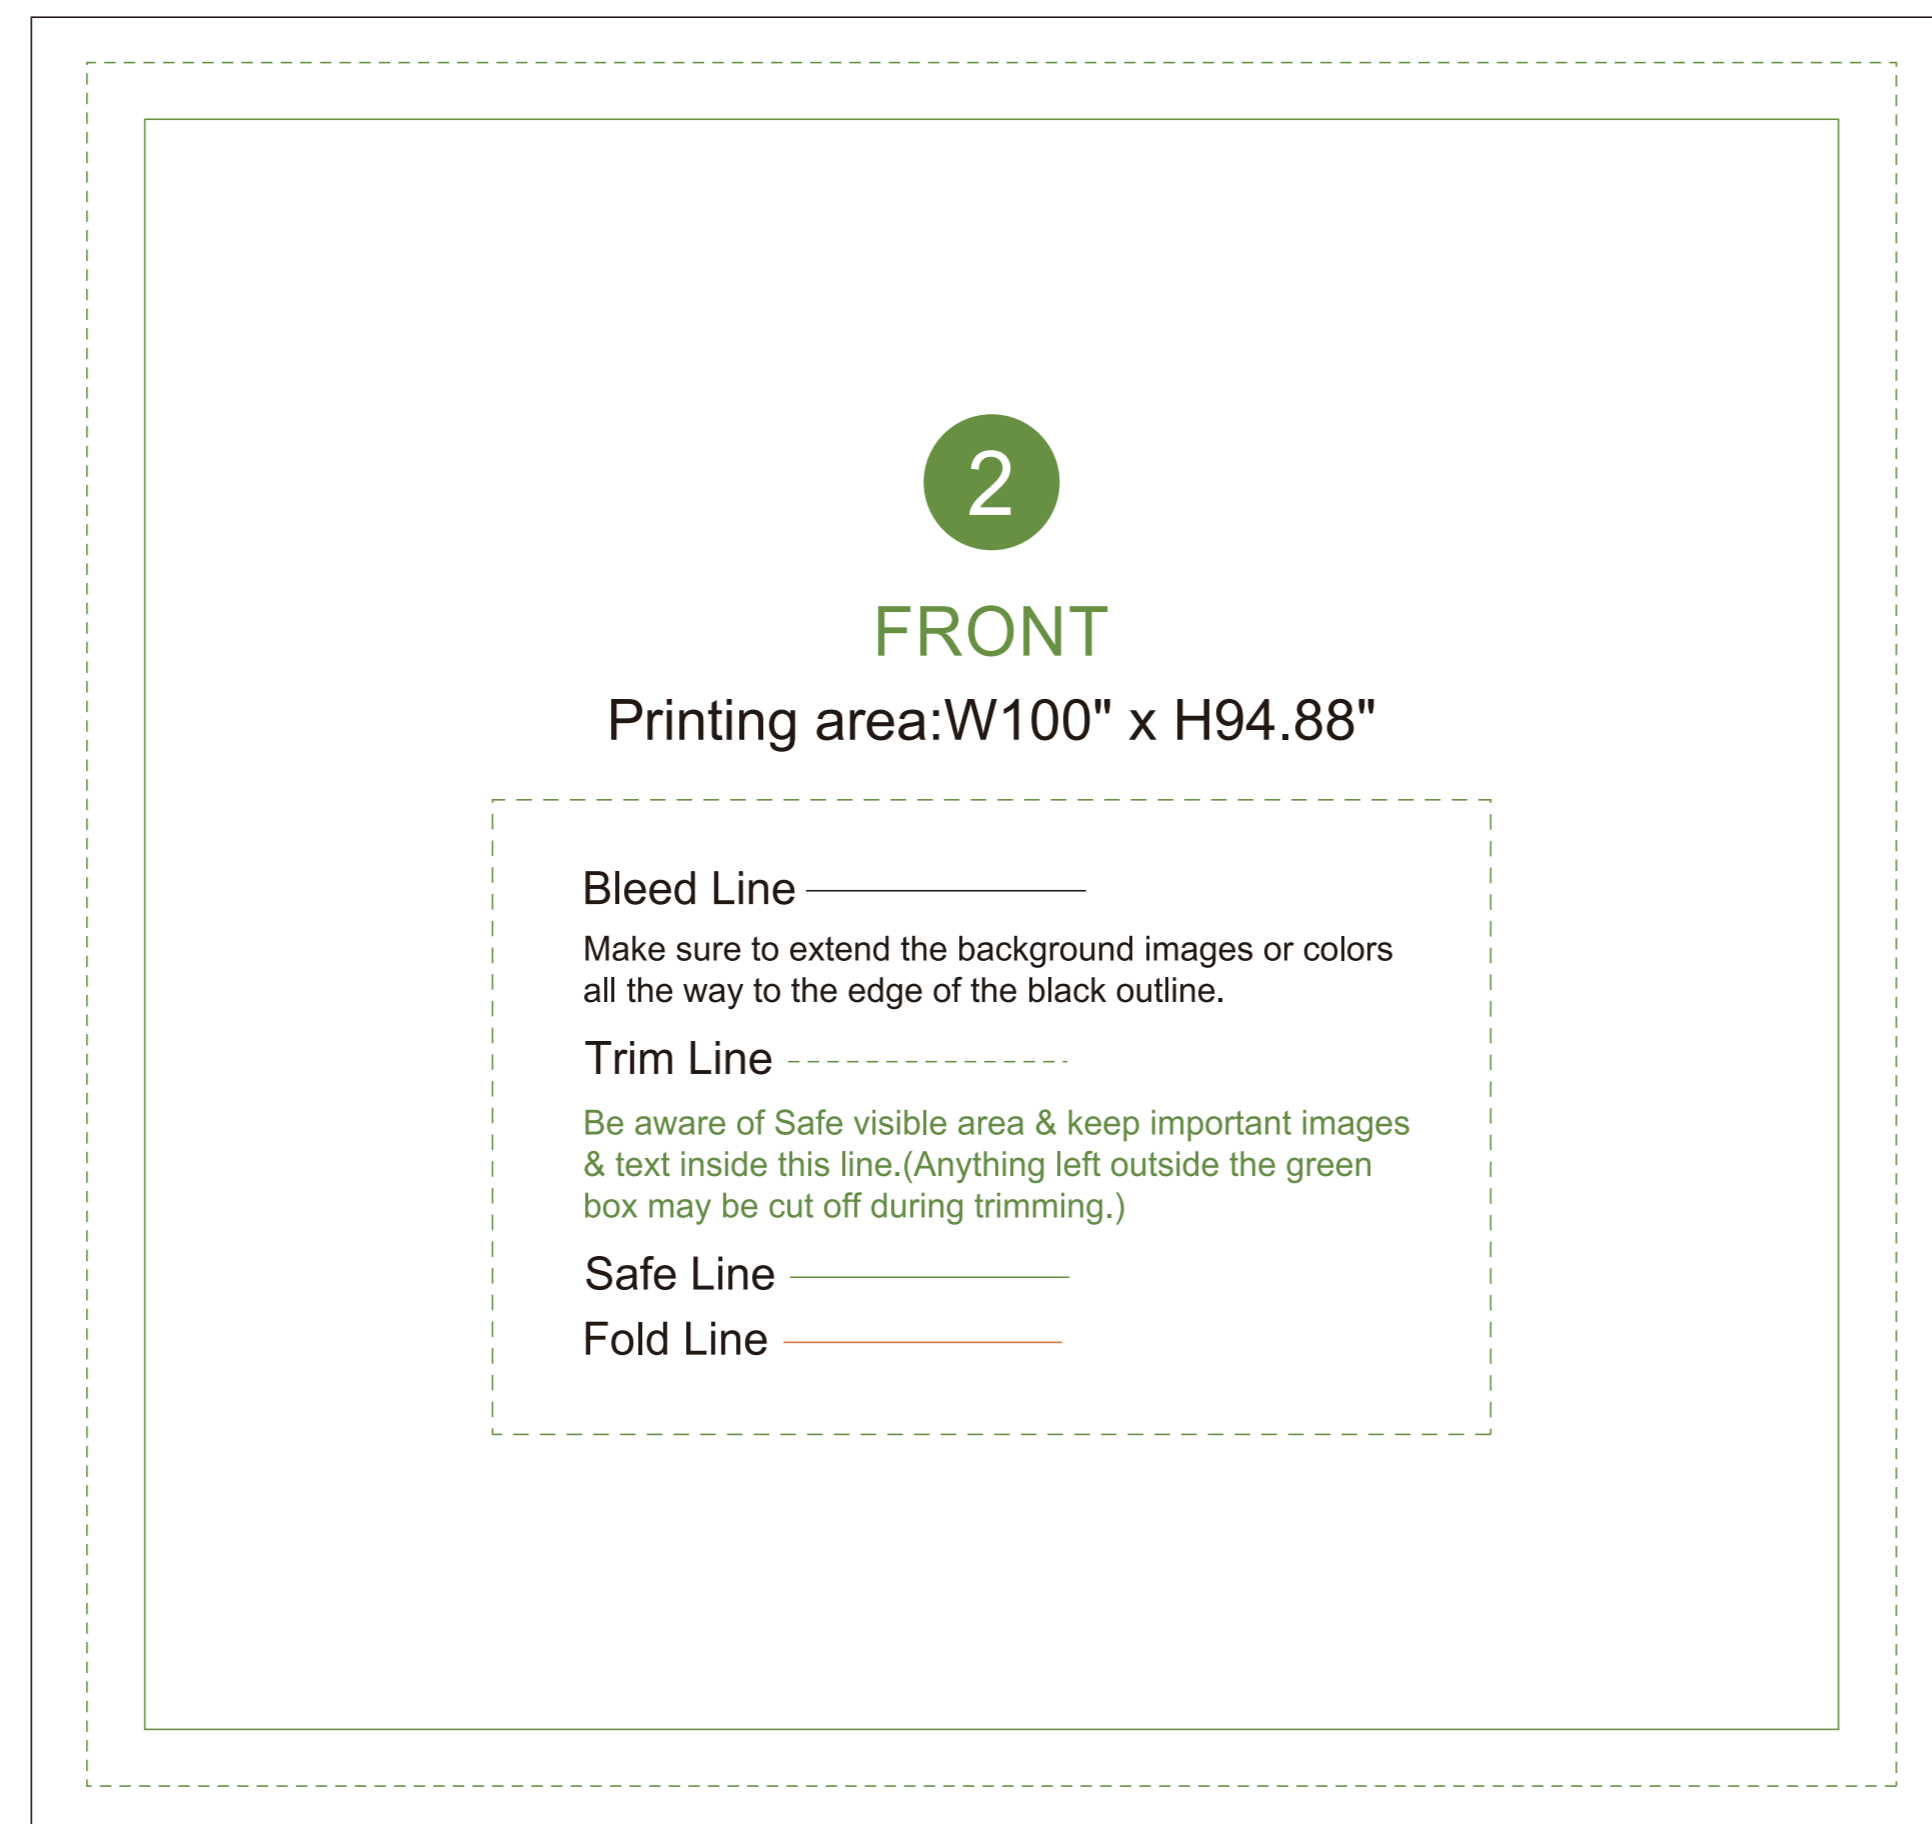 2
FRONT
Printing area:W100" x H94.88"
Bleed Line
Make sure to extend the background images or colors
all the way to the edge of the black outline.
Trim Line
Be aware of Safe visible area & keep important images
& text inside this line.(Anything left outside the green
box may be cut off during trimming.)
Safe Line
Fold Line